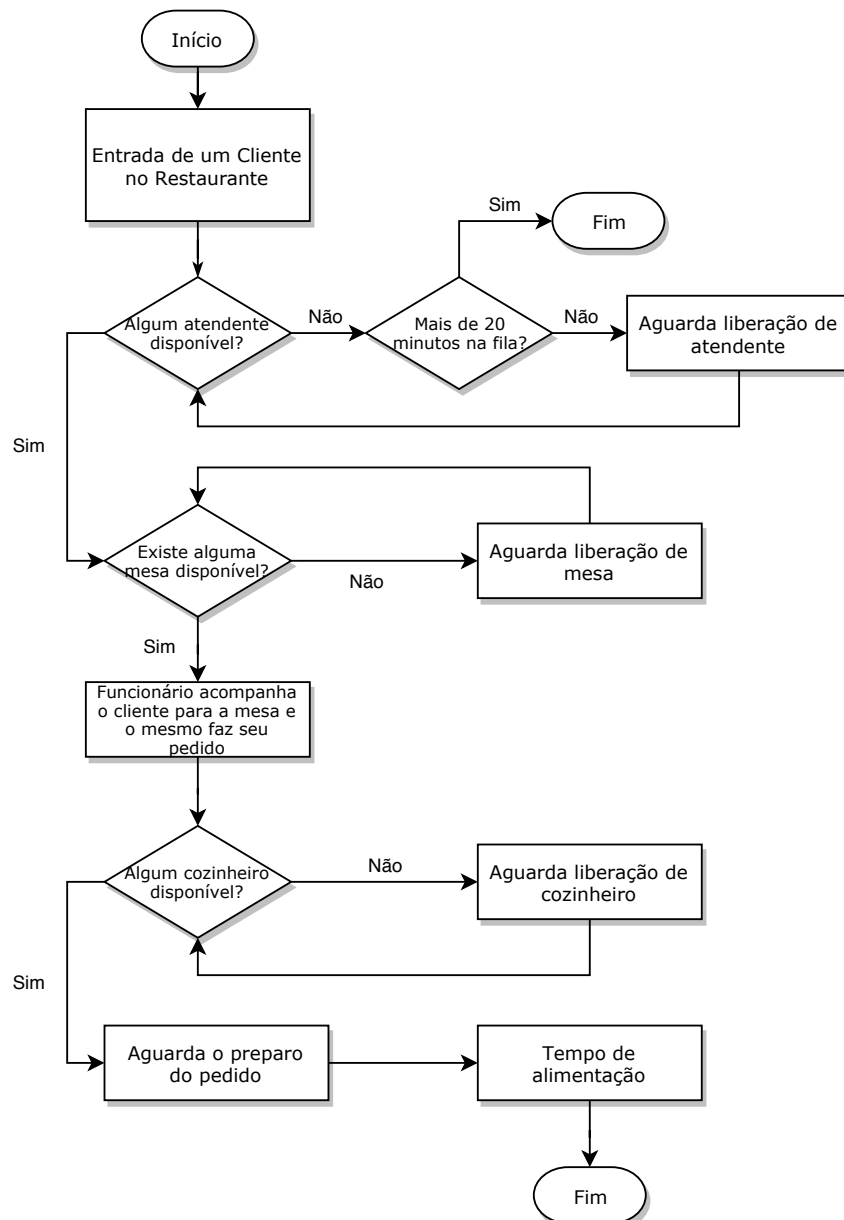 Início
Entrada de um Cliente
no Restaurante
Sim
Fim
Algum atendente
disponível?
Não
Mais de 20
minutos na fila?
Não
Aguarda liberação de
atendente
Sim
Existe alguma
mesa disponível?
Não
Aguarda liberação de
mesa
Sim
Funcionário acompanha
o cliente para a mesa e
o mesmo faz seu
pedido
Algum cozinheiro
disponível?
Não
Aguarda liberação de
cozinheiro
Sim
Aguarda o preparo
do pedido
Tempo de
alimentação
Fim